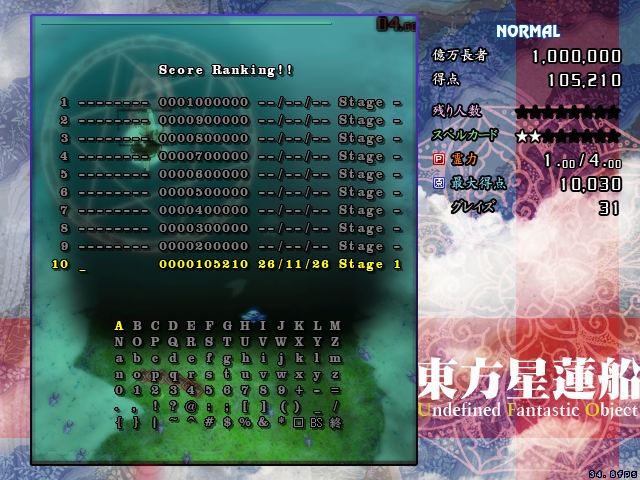 04.
Score Ranking!!
1 -------- 0001000000 --/--/-- Stage -
2 -------- 0000900000 --/--/-- Stage -
3 -------- 0000800000 --/--/-- Stage -
4 -------- 0000700000 --/--/-- Stage -
5 -------- 0000600000 --/--/-- Stage -
6 -------- 0000500000 --/--/-- Stage -
7 -------- 0000400000 --/--/-- Stage -
8 -------- 0000300000 --/--/-- Stage -
9 -------- 0000200000 --/--/-- Stage -
10 _ 0000105210 26/11/26 Stage 1
A B C D E F G H I J K L M
N O P Q R S T U V W X Y Z
a b c d e f g h i j k l m
n o p q r s t u v w x y z
0 1 2 3 4 5 6 7 8 9 + - =
. , ! ? @ : ; [ ] ( ) _ /
{ } | ~ ^ # $ % & * □ BS 終
NORMAL
億万長者 1,000,000
得点 105,210
残り人数
スペルカード ★★
P 霊力 1.00/4.00
最大得点 10,030
グレイズ 31
東方星蓮船
Undefined Fantastic Object
34.8fps